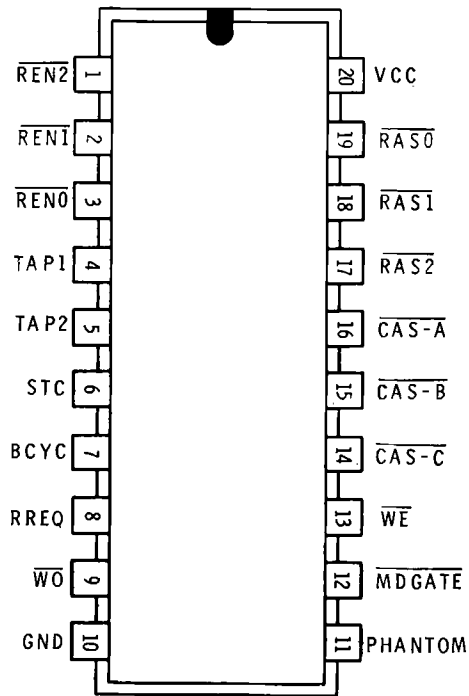 REN2 1 20 VCC
REN1 2 19 RAS0
REN0 3 18 RAS1
TAP1 4 17 RAS2
TAP2 5 16 CAS-A
STC 6 15 CAS-B
BCYC 7 14 CAS-C
RREQ 8 13 WE
WO 9 12 MDGATE
GND 10 11 PHANTOM